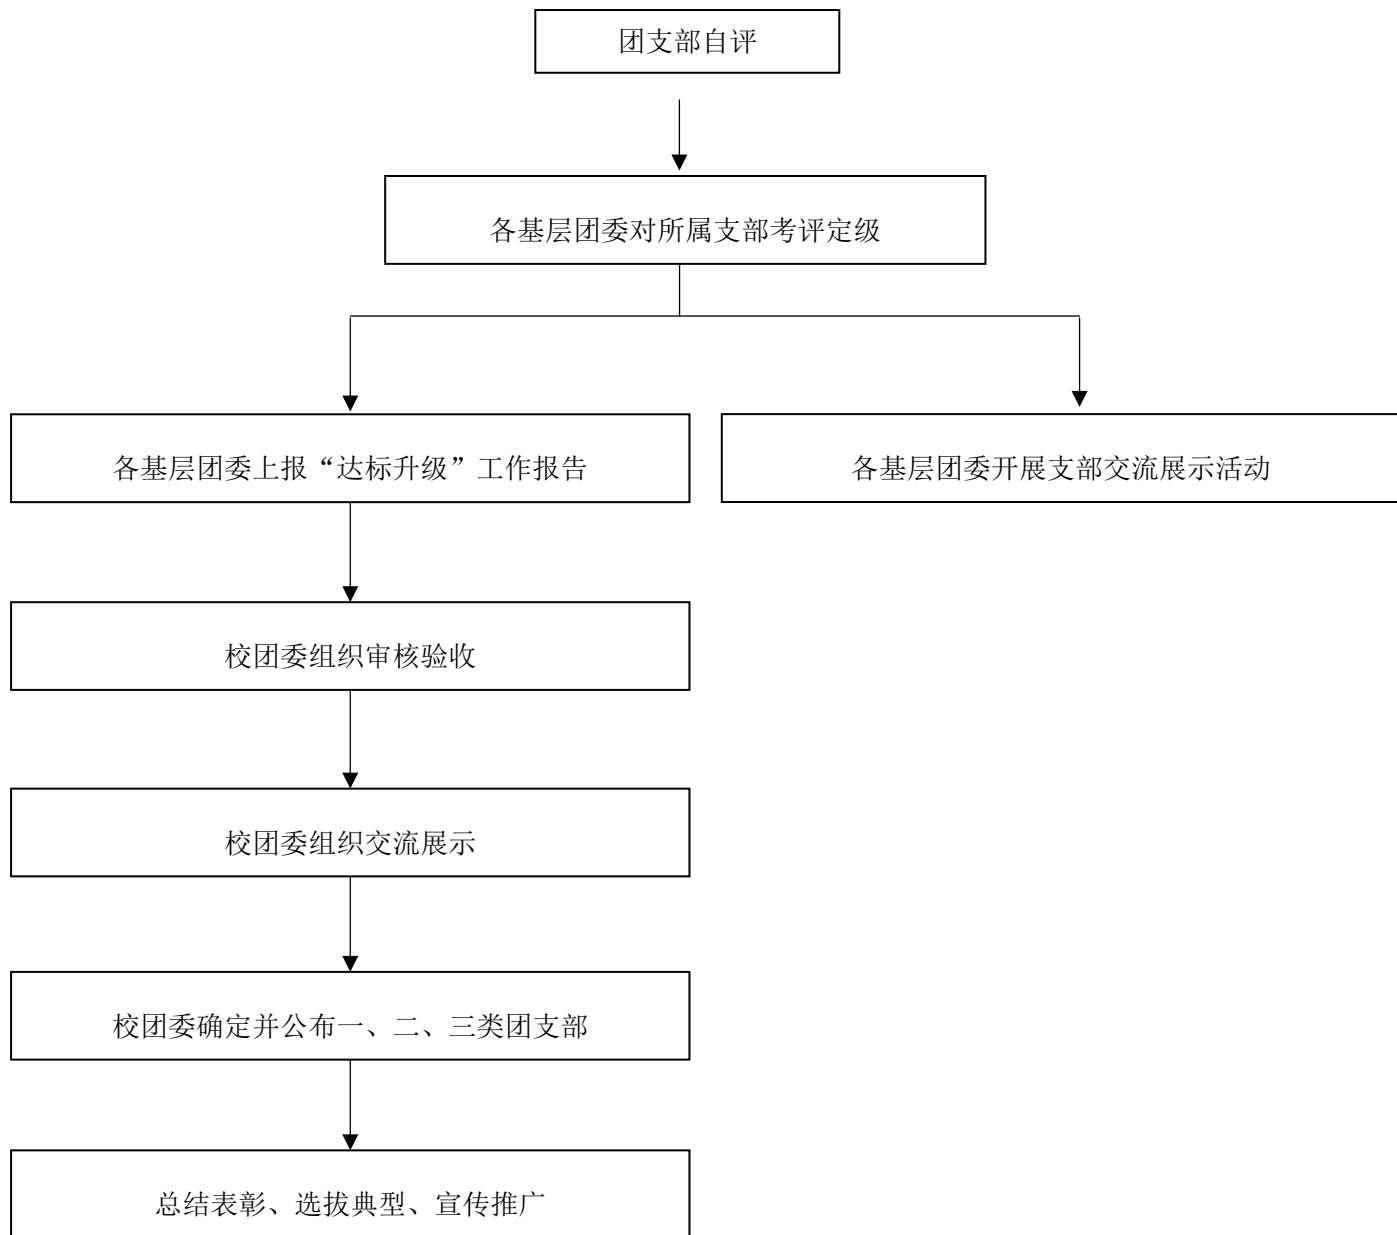 团支部自评
各基层团委对所属支部考评定级
各基层团委上报“达标升级”工作报告
各基层团委开展支部交流展示活动
校团委组织审核验收
校团委组织交流展示
校团委确定并公布一、二、三类团支部
总结表彰、选拔典型、宣传推广